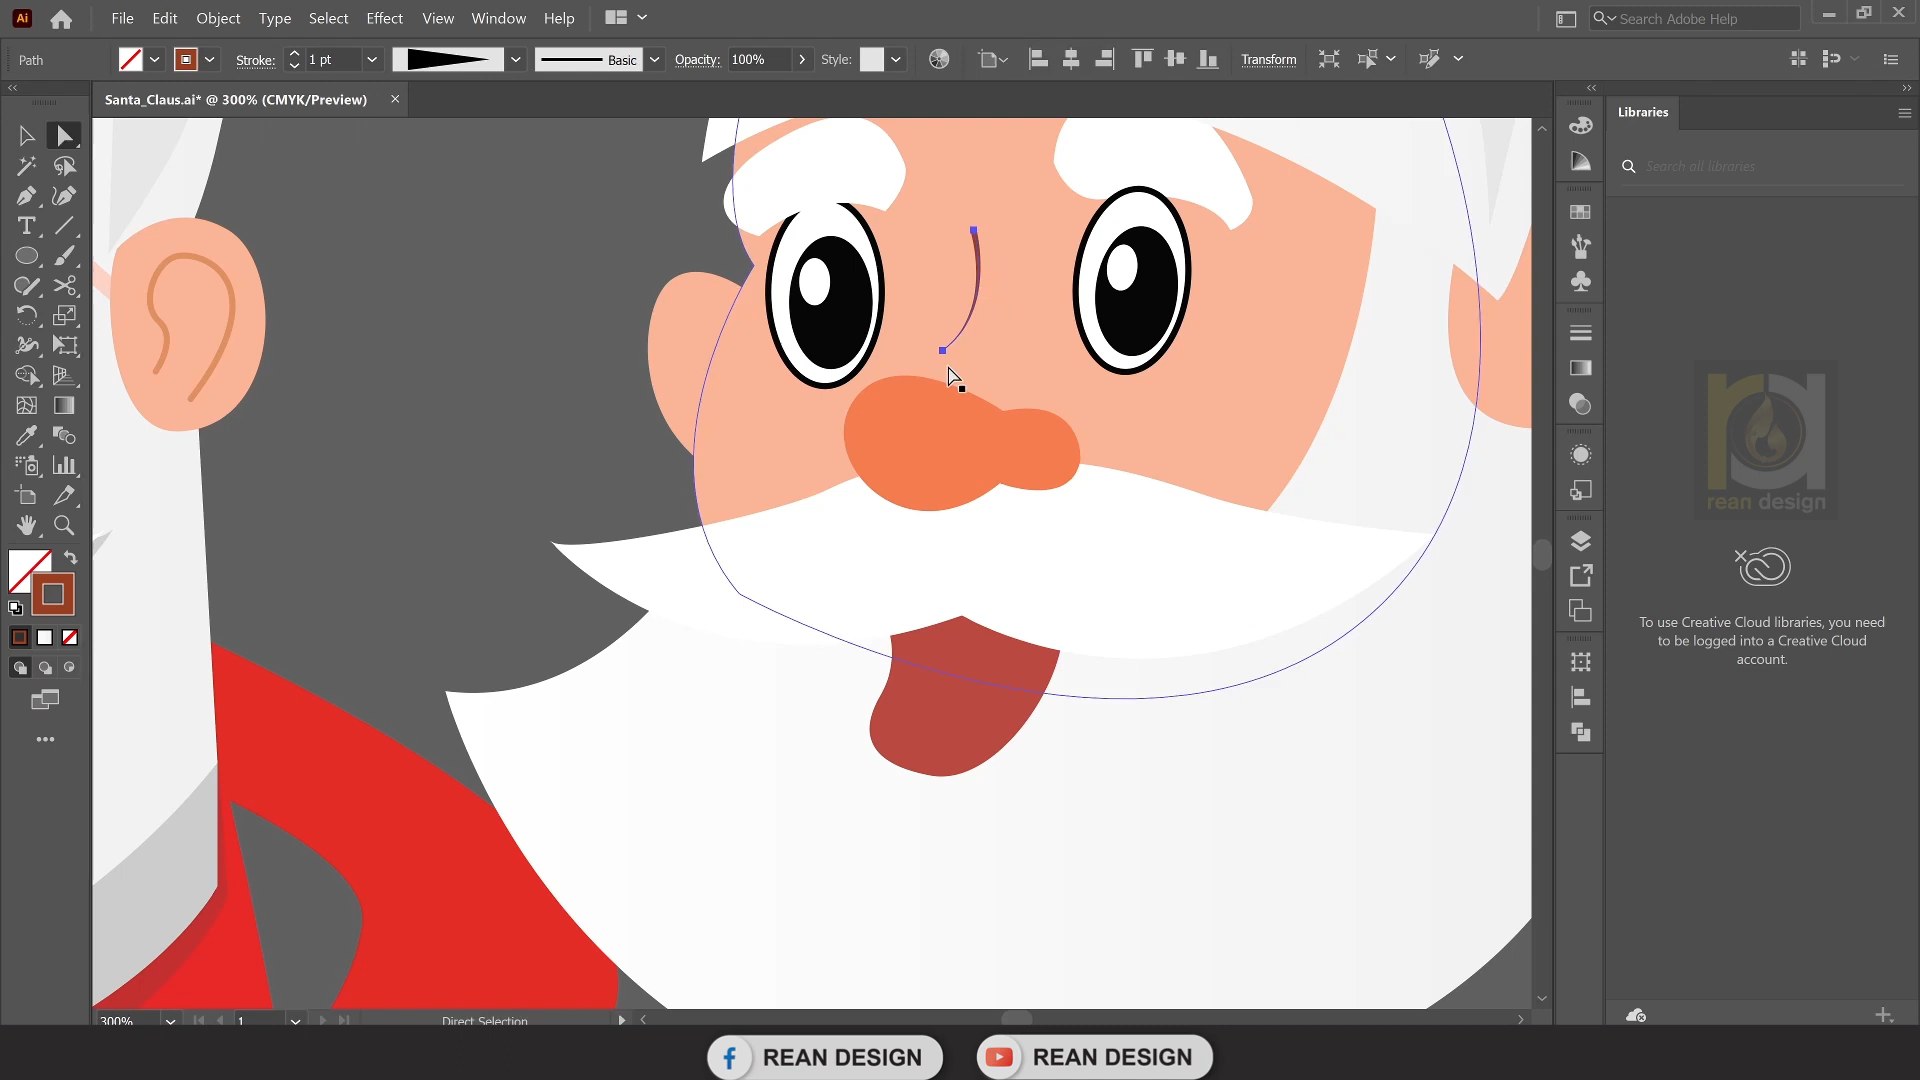 Ai File Edit Object Type Select Effect View Window Help Search Adobe Help
Path Stroke: 1 pt Basic Opacity: 100% Style: Transform
Santa_Claus.ai* @ 300% (CMYK/Preview)
Libraries
Search all libraries
rean design
To use Creative Cloud libraries, you need
to be logged into a Creative Cloud
account.
300% 1 Direct Selection
REAN DESIGN REAN DESIGN